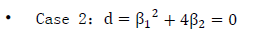 • Case 2: d = β₁² + 4β₂ = 0